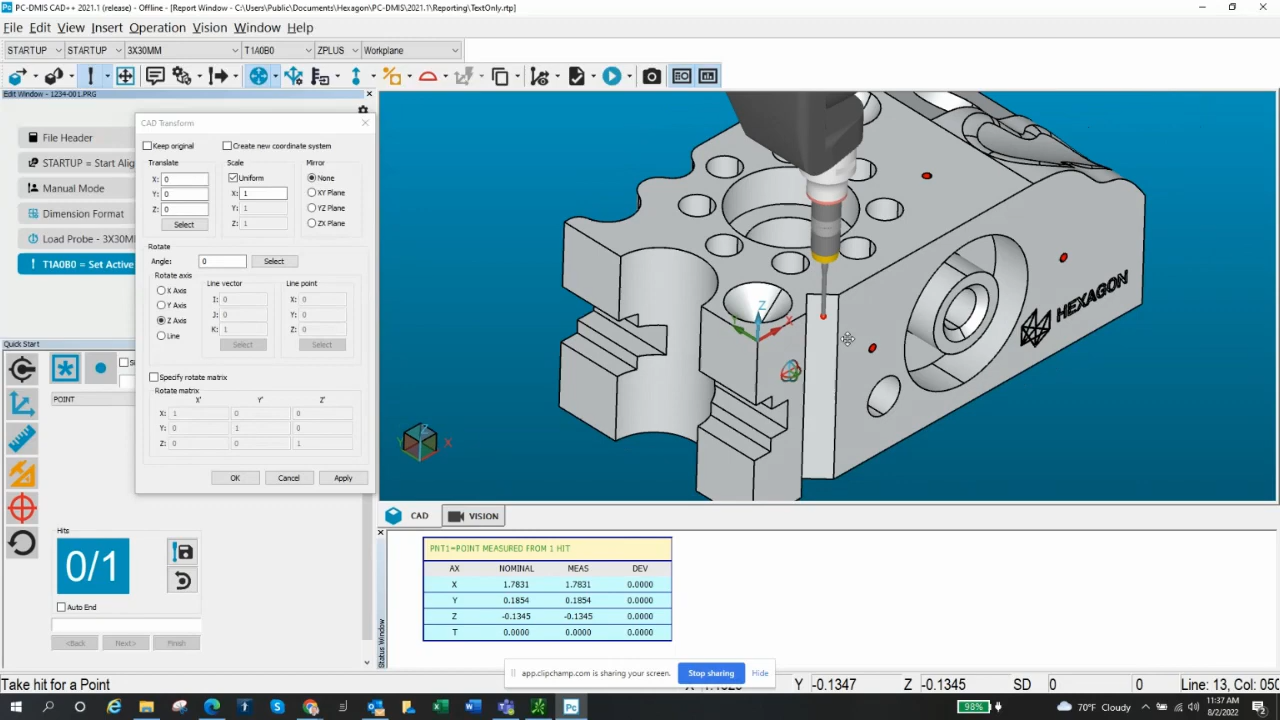 PC-DMIS CAD++ 2021.1 (release) - Offline - [Report Window - C:\Users\Public\Documents\Hexagon\PC-DMIS\2021.1\Reporting\TextOnly.rtp]
File Edit View Insert Operation Vision Window Help
STARTUP STARTUP 3X30MM T1A0B0 ZPLUS Workplane
Edit Window - 1234-001.PRG
File Header
STARTUP = Start Alig
Manual Mode
Dimension Format
Load Probe - 3X30M
T1A0B0 = Set Active
CAD Transform
Keep original Create new coordinate system
Translate Scale Mirror
X: 0 Uniform None
Y: 0 X: 1 XY Plane
Z: 0 Y: 1 YZ Plane
Select Z: 1 ZX Plane
Rotate
Angle: 0 Select
Rotate axis Line vector Line point
X Axis I: 0 X: 0
Y Axis J: 0 Y: 0
Z Axis K: 1 Z: 0
Line Select Select
Specify rotate matrix
Rotate matrix
X' Y' Z'
X: 1 0 0
Y: 0 1 0
Z: 0 0 1
OK Cancel Apply
Quick Start
POINT
Hits
0/1
Auto End
<Back Next> Finish
HEXAGON
Z
X
Y
Z
X
Y
CAD VISION
Status Window
PNT1=POINT MEASURED FROM 1 HIT
AX NOMINAL MEAS DEV
X 1.7831 1.7831 0.0000
Y 0.1854 0.1854 0.0000
Z -0.1345 -0.1345 0.0000
T 0.0000 0.0000 0.0000
app.clipchamp.com is sharing your screen. Stop sharing Hide
Take hit for a Point Y -0.1347 Z -0.1345 SD 0 0 Line: 13, Col: 050
98% 70°F Cloudy 11:37 AM
8/2/2022